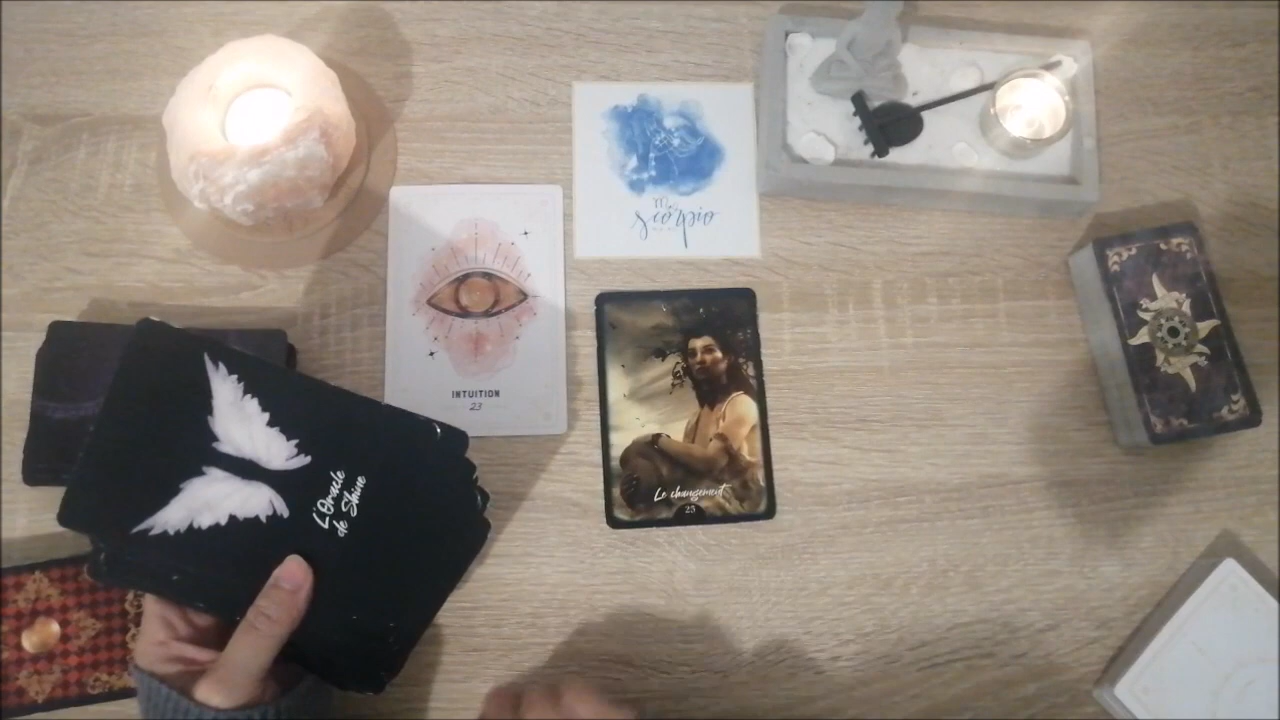 scorpio
INTUITION
23
Le changement
23
L'Oracle
de Shine